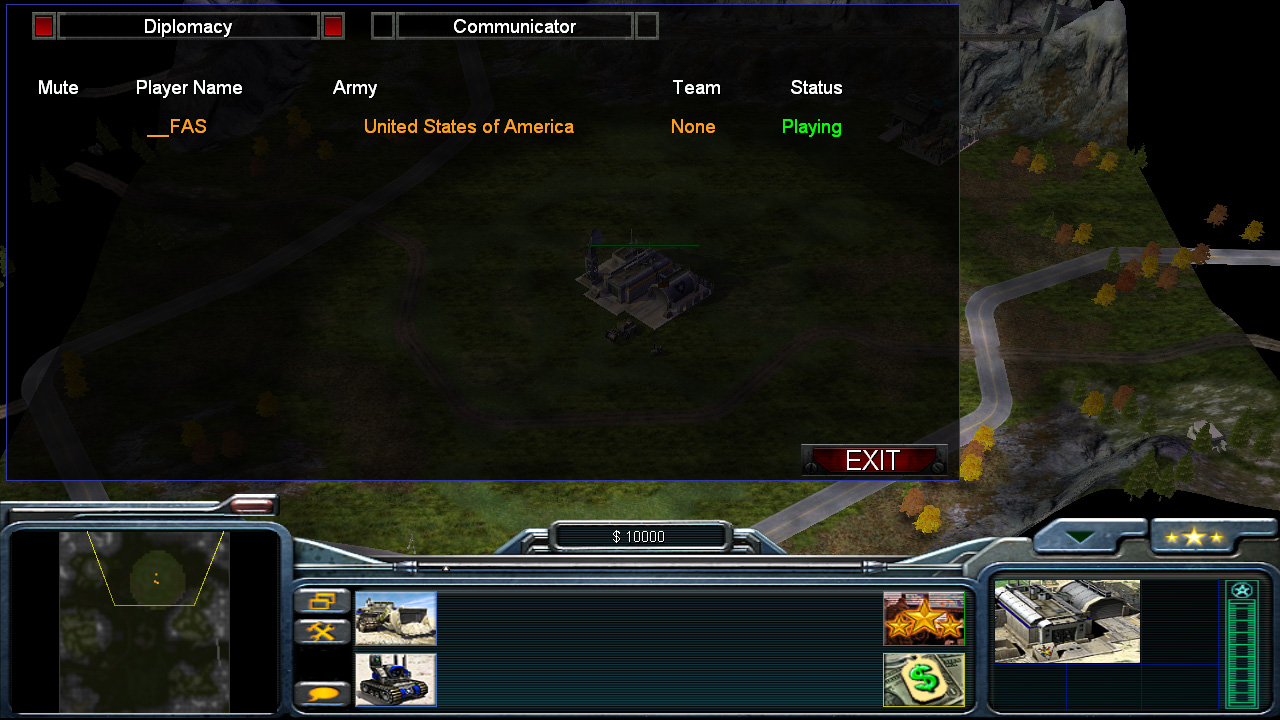 Diplomacy Communicator
Mute Player Name Army Team Status
__FAS United States of America None Playing
EXIT
$ 10000